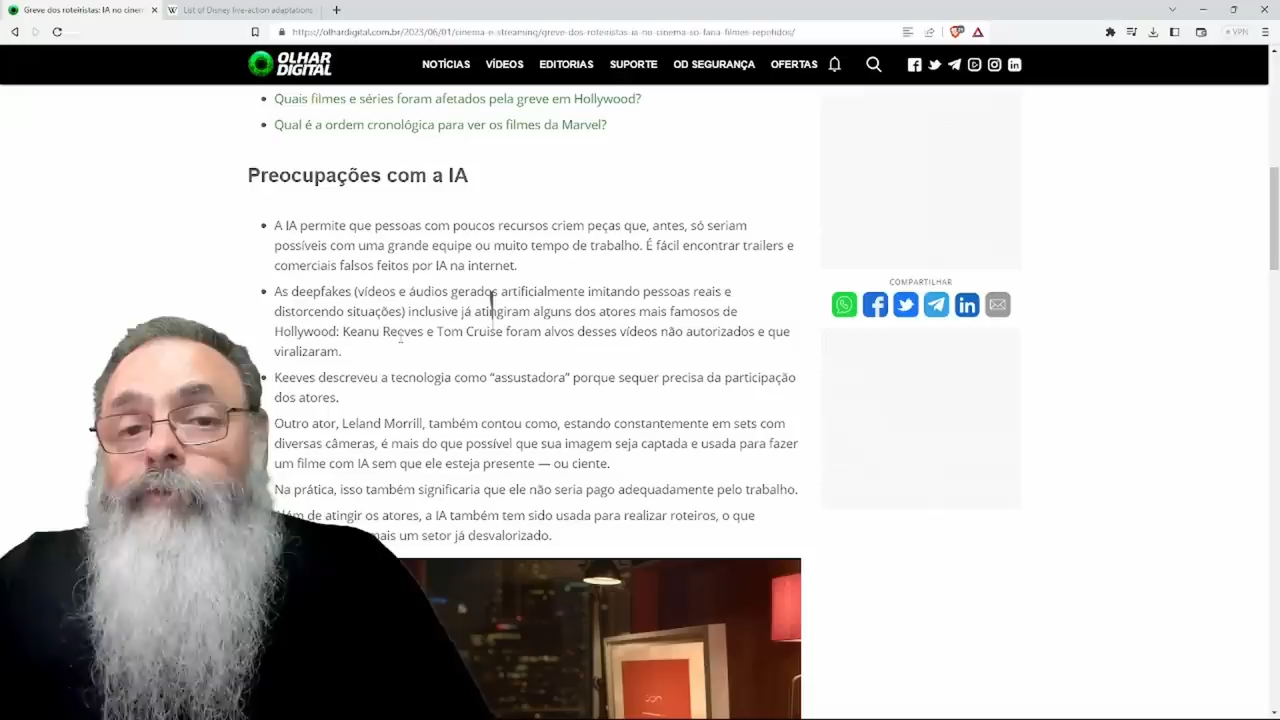 Greve dos roteiristas: IA no cinem
List of Disney live-action adaptations
https://olhardigital.com.br/2023/06/01/cinema-e-streaming/greve-dos-roteiristas-ia-no-cinema-so-faria-filmes-repetidos/
VPN
OLHAR
DIGITAL
NOTÍCIAS VÍDEOS EDITORIAS SUPORTE OD SEGURANÇA OFERTAS
Quais filmes e séries foram afetados pela greve em Hollywood?
Qual é a ordem cronológica para ver os filmes da Marvel?
Preocupações com a IA
A IA permite que pessoas com poucos recursos criem peças que, antes, só seriam
possíveis com uma grande equipe ou muito tempo de trabalho. É fácil encontrar trailers e
comerciais falsos feitos por IA na internet.
As deepfakes (vídeos e áudios gerados artificialmente imitando pessoas reais e
distorcendo situações) inclusive já atingiram alguns dos atores mais famosos de
Hollywood: Keanu Reeves e Tom Cruise foram alvos desses vídeos não autorizados e que
viralizaram.
Keeves descreveu a tecnologia como “assustadora” porque sequer precisa da participação
dos atores.
Outro ator, Leland Morrill, também contou como, estando constantemente em sets com
diversas câmeras, é mais do que possível que sua imagem seja captada e usada para fazer
um filme com IA sem que ele esteja presente — ou ciente.
Na prática, isso também significaria que ele não seria pago adequadamente pelo trabalho.
de atingir os atores, a IA também tem sido usada para realizar roteiros, o que
mais um setor já desvalorizado.
COMPARTILHAR